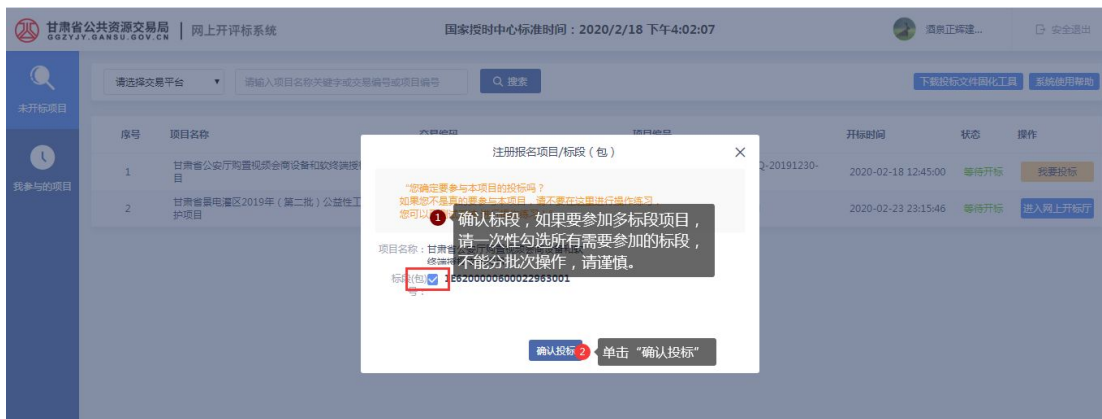 甘肃省公共资源交易局
GGZYJY.GANSU.GOV.CN
网上开评标系统
国家授时中心标准时间：2020/2/18 下午4:02:07
酒泉正辉建...
安全退出
未开标项目
我参与的项目
请选择交易平台
请输入项目名称关键字或交易编号或项目编号
搜索
下载投标文件固化工具
系统使用帮助
序号 项目名称 交易编码 项目编号 开标时间 状态 操作
1 甘肃省公安厅购置视频会商设备和软终端授
目
Q-20191230-
2020-02-18 12:45:00 等待开标 我要投标
2 甘肃省景电灌区2019年（第二批）公益性工
护项目
2020-02-23 23:15:46 等待开标 进入网上开标厅
注册报名项目/标段（包）
"您确定要参与本项目的投标吗？
如果您不是真的要参与本项目，请不要在这里进行操作练习，
您可以
1 确认标段，如果要参加多标段项目，
请一次性勾选所有需要参加的标段，
不能分批次操作，请谨慎。
项目名称：甘肃省
标段(包)
号：
1E6200000600022963001
确认投标
2 单击“确认投标”